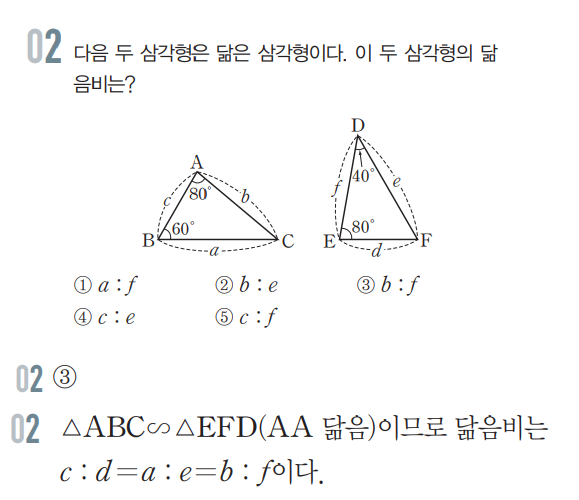 02 다음 두 삼각형은 닮은 삼각형이다. 이 두 삼각형의 닮
음비는?
D
A
40°
e
f
c
80°
b
B
60°
C
E
80°
F
a
d
① a : f ② b : e ③ b : f
④ c : e ⑤ c : f
02 ③
02 △ABC∽△EFD(AA 닮음)이므로 닮음비는
c : d=a : e=b : f이다.